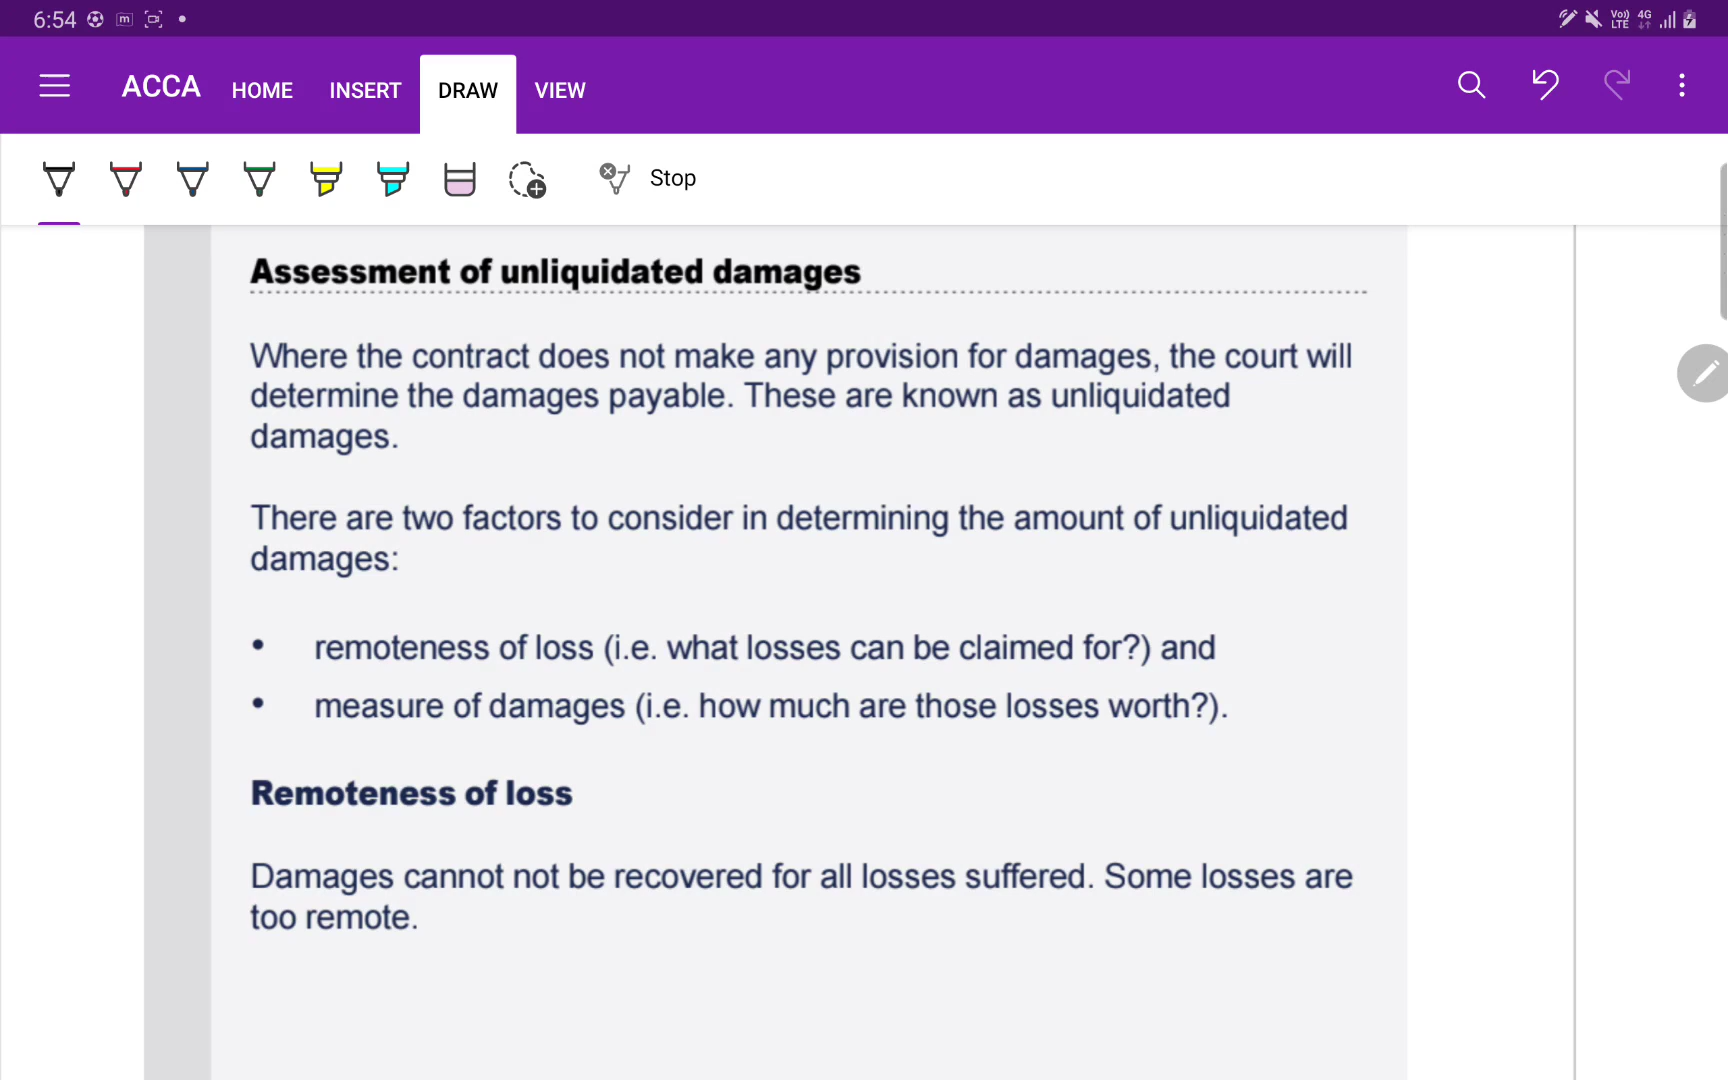 6:54
Vo)) LTE 4G
ACCA HOME INSERT DRAW VIEW
Stop
Assessment of unliquidated damages
Where the contract does not make any provision for damages, the court will
determine the damages payable. These are known as unliquidated
damages.
There are two factors to consider in determining the amount of unliquidated
damages:
• remoteness of loss (i.e. what losses can be claimed for?) and
• measure of damages (i.e. how much are those losses worth?).
Remoteness of loss
Damages cannot not be recovered for all losses suffered. Some losses are
too remote.